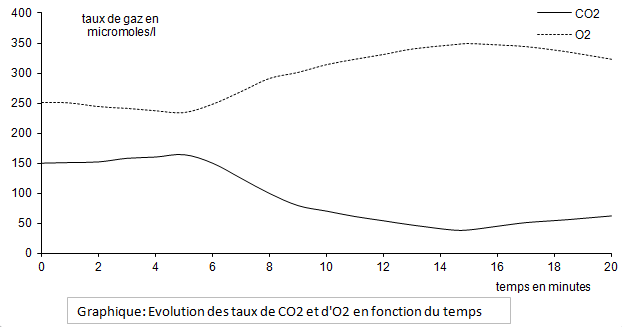 taux de gaz en
micromoles/l
CO2
O2
400
350
300
250
200
150
100
50
0
0 2 4 6 8 10 12 14 16 18 20
temps en minutes
Graphique: Evolution des taux de CO2 et d'O2 en fonction du temps